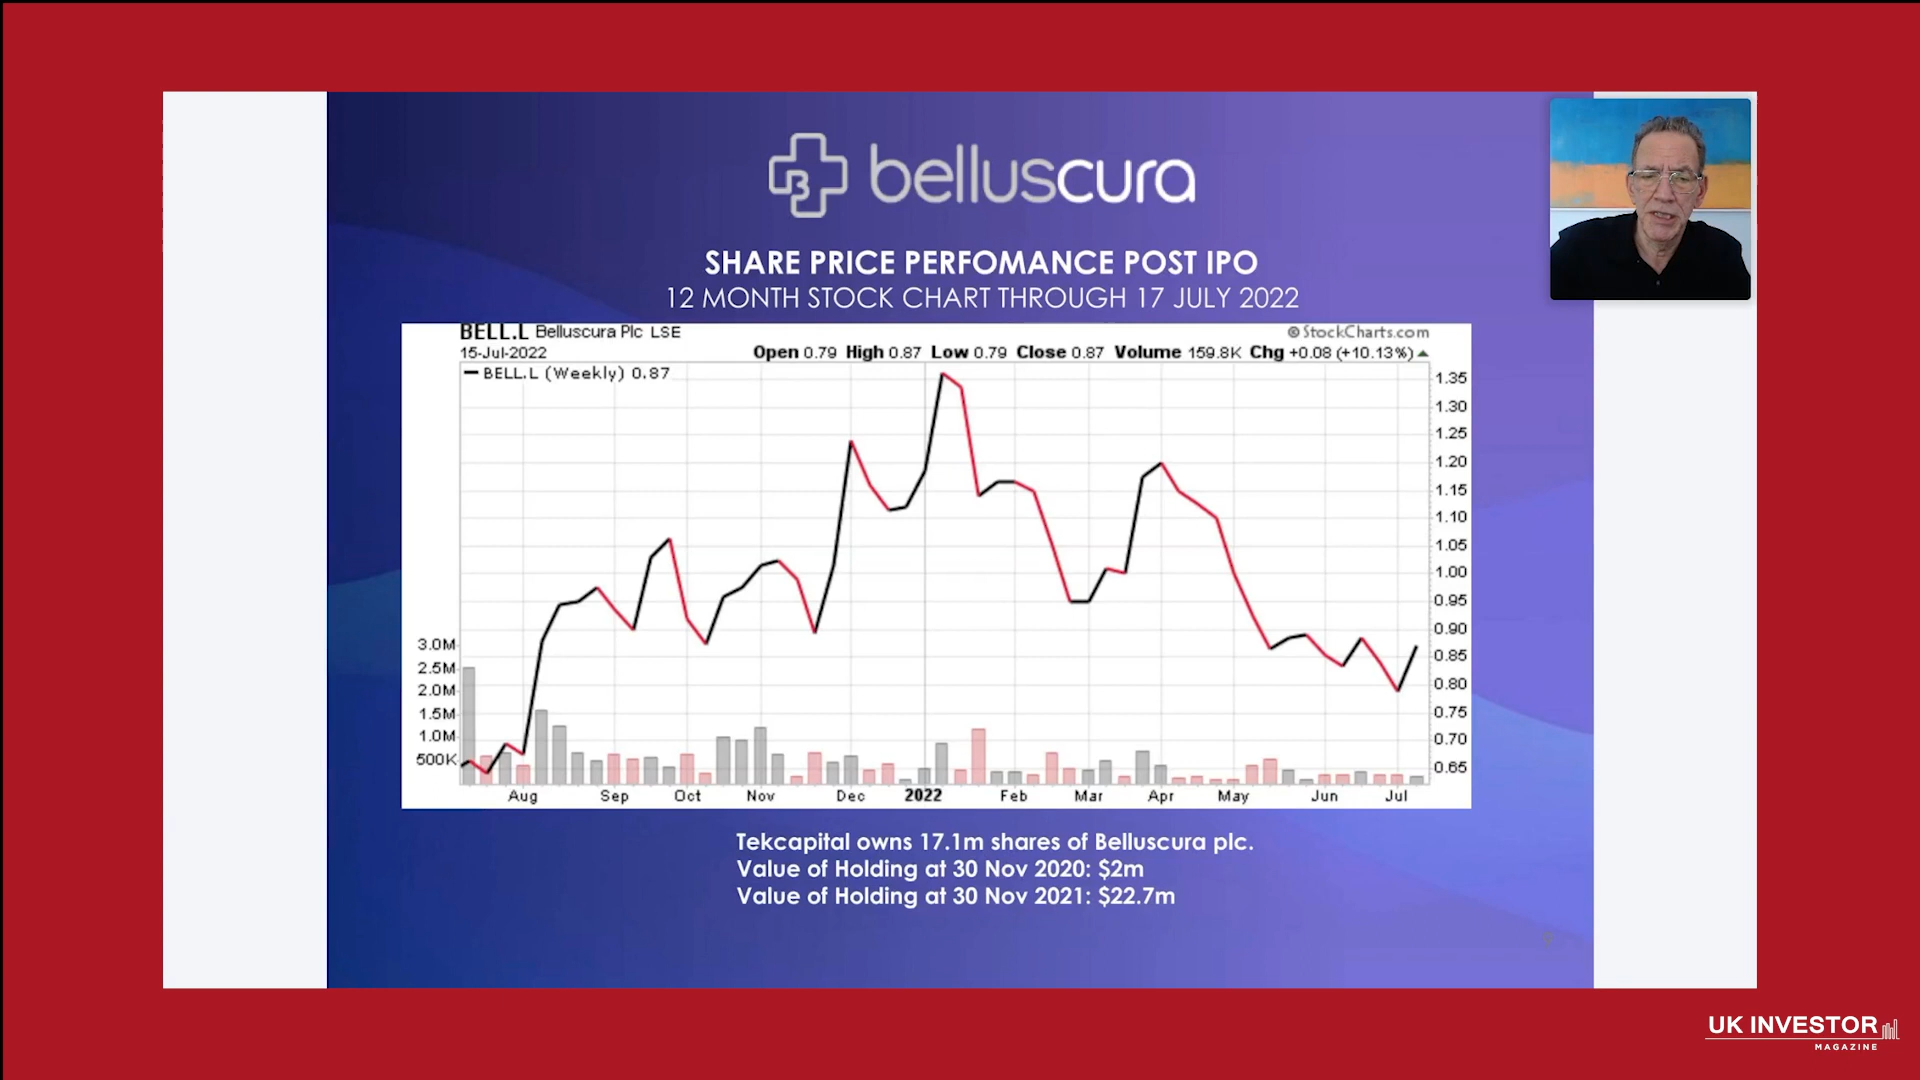 belluscura
SHARE PRICE PERFOMANCE POST IPO
12 MONTH STOCK CHART THROUGH 17 JULY 2022
BELL.L Belluscura Plc LSE
© StockCharts.com
15-Jul-2022
Open 0.79 High 0.87 Low 0.79 Close 0.87 Volume 159.8K Chg +0.08 (+10.13%)
BELL.L (Weekly) 0.87
1.35
1.30
1.25
1.20
1.15
1.10
1.05
1.00
0.95
0.90
0.85
0.80
0.75
0.70
0.65
3.0M
2.5M
2.0M
1.5M
1.0M
500K
Aug Sep Oct Nov Dec 2022 Feb Mar Apr May Jun Jul
Tekcapital owns 17.1m shares of Belluscura plc.
Value of Holding at 30 Nov 2020: $2m
Value of Holding at 30 Nov 2021: $22.7m
UK INVESTOR
MAGAZINE